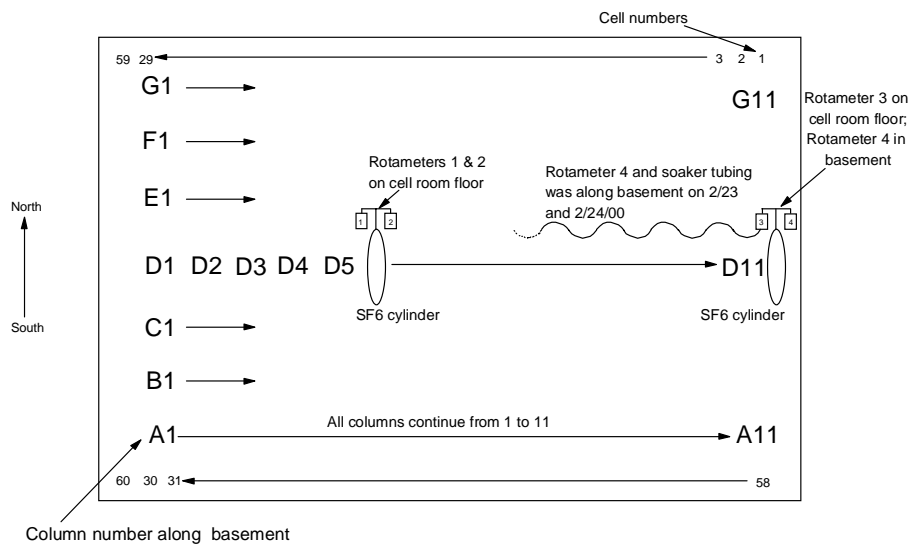 Cell numbers
59 29
3 2 1
G1
G11
Rotameter 3 on
cell room floor;
Rotameter 4 in
basement
F1
Rotameters 1 & 2
on cell room floor
Rotameter 4 and soaker tubing
was along basement on 2/23
and 2/24/00
E1
North
1 2
3 4
D1 D2 D3 D4 D5
D11
SF6 cylinder
SF6 cylinder
South
C1
B1
All columns continue from 1 to 11
A1
A11
60 30 31
58
Column number along basement